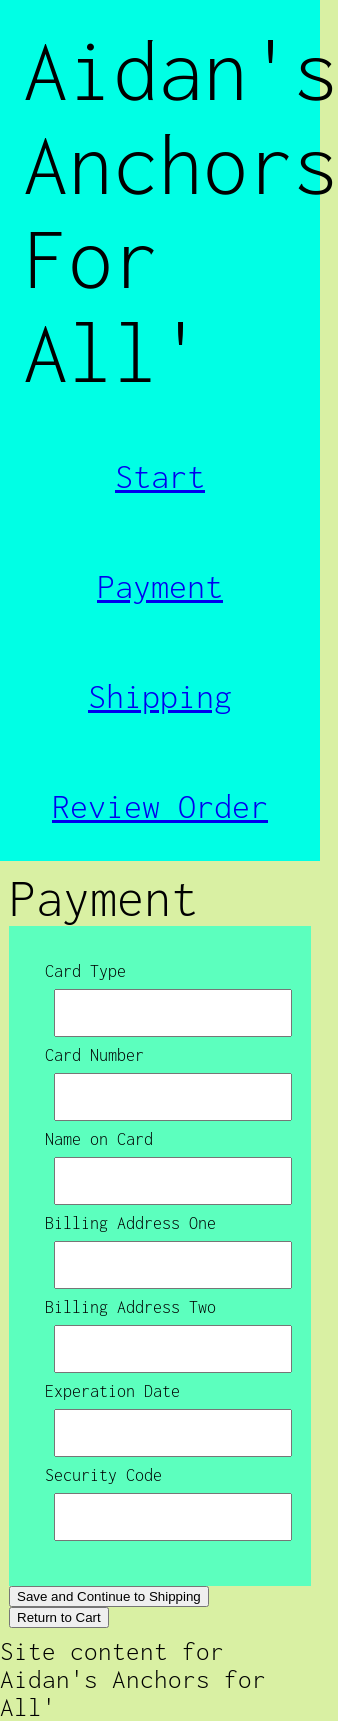 Aidan's
Anchors
For
All'
Start
Payment
Shipping
Review Order
Payment
Card Type
Card Number
Name on Card
Billing Address One
Billing Address Two
Experation Date
Security Code
Save and Continue to Shipping
Return to Cart
Site content for
Aidan's Anchors for
All'